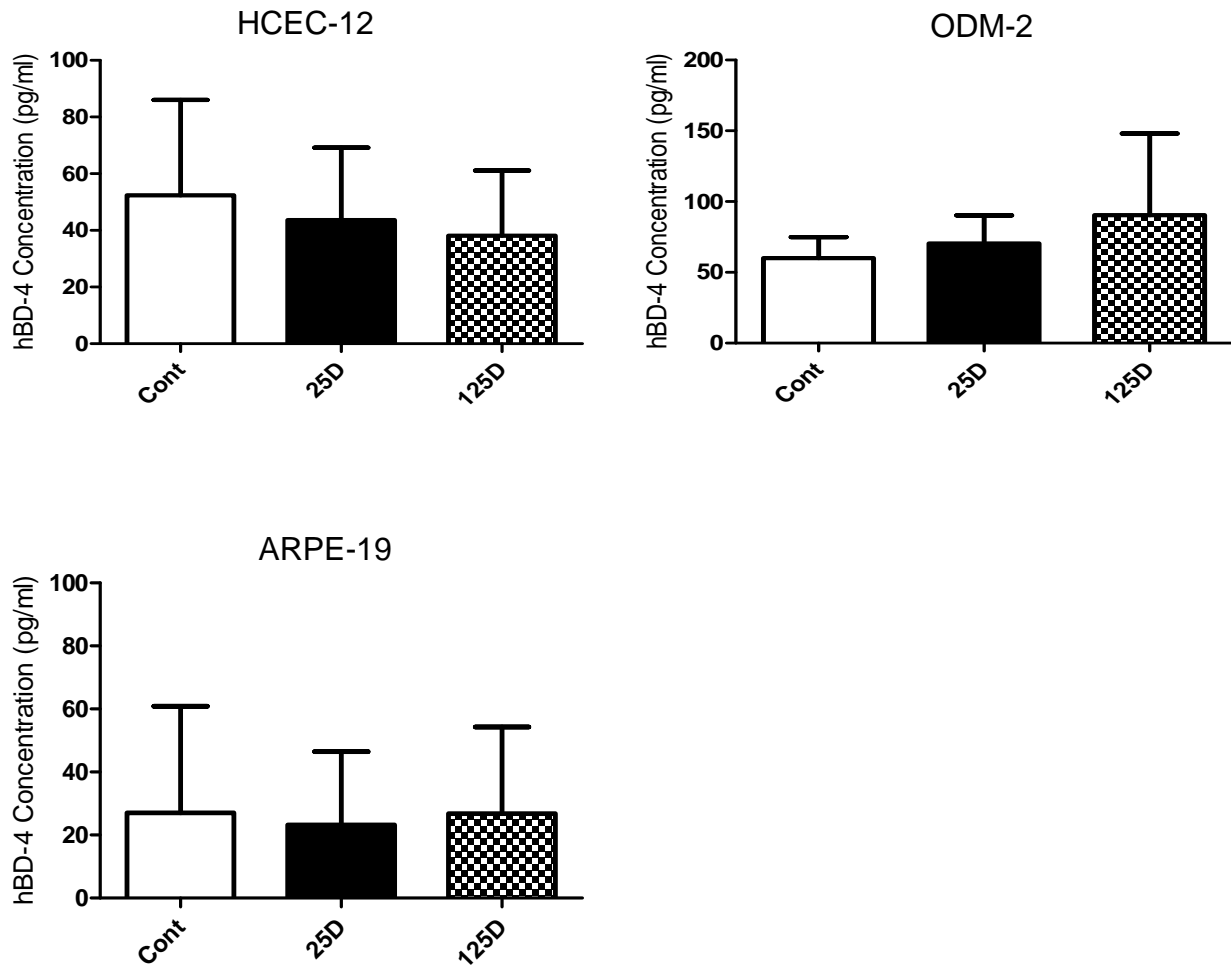 HCEC-12
hBD-4 Concentration (pg/ml)
100
80
60
40
20
0
Cont
25D
125D
ODM-2
hBD-4 Concentration (pg/ml)
200
150
100
50
0
Cont
25D
125D
ARPE-19
hBD-4 Concentration (pg/ml)
100
80
60
40
20
0
Cont
25D
125D